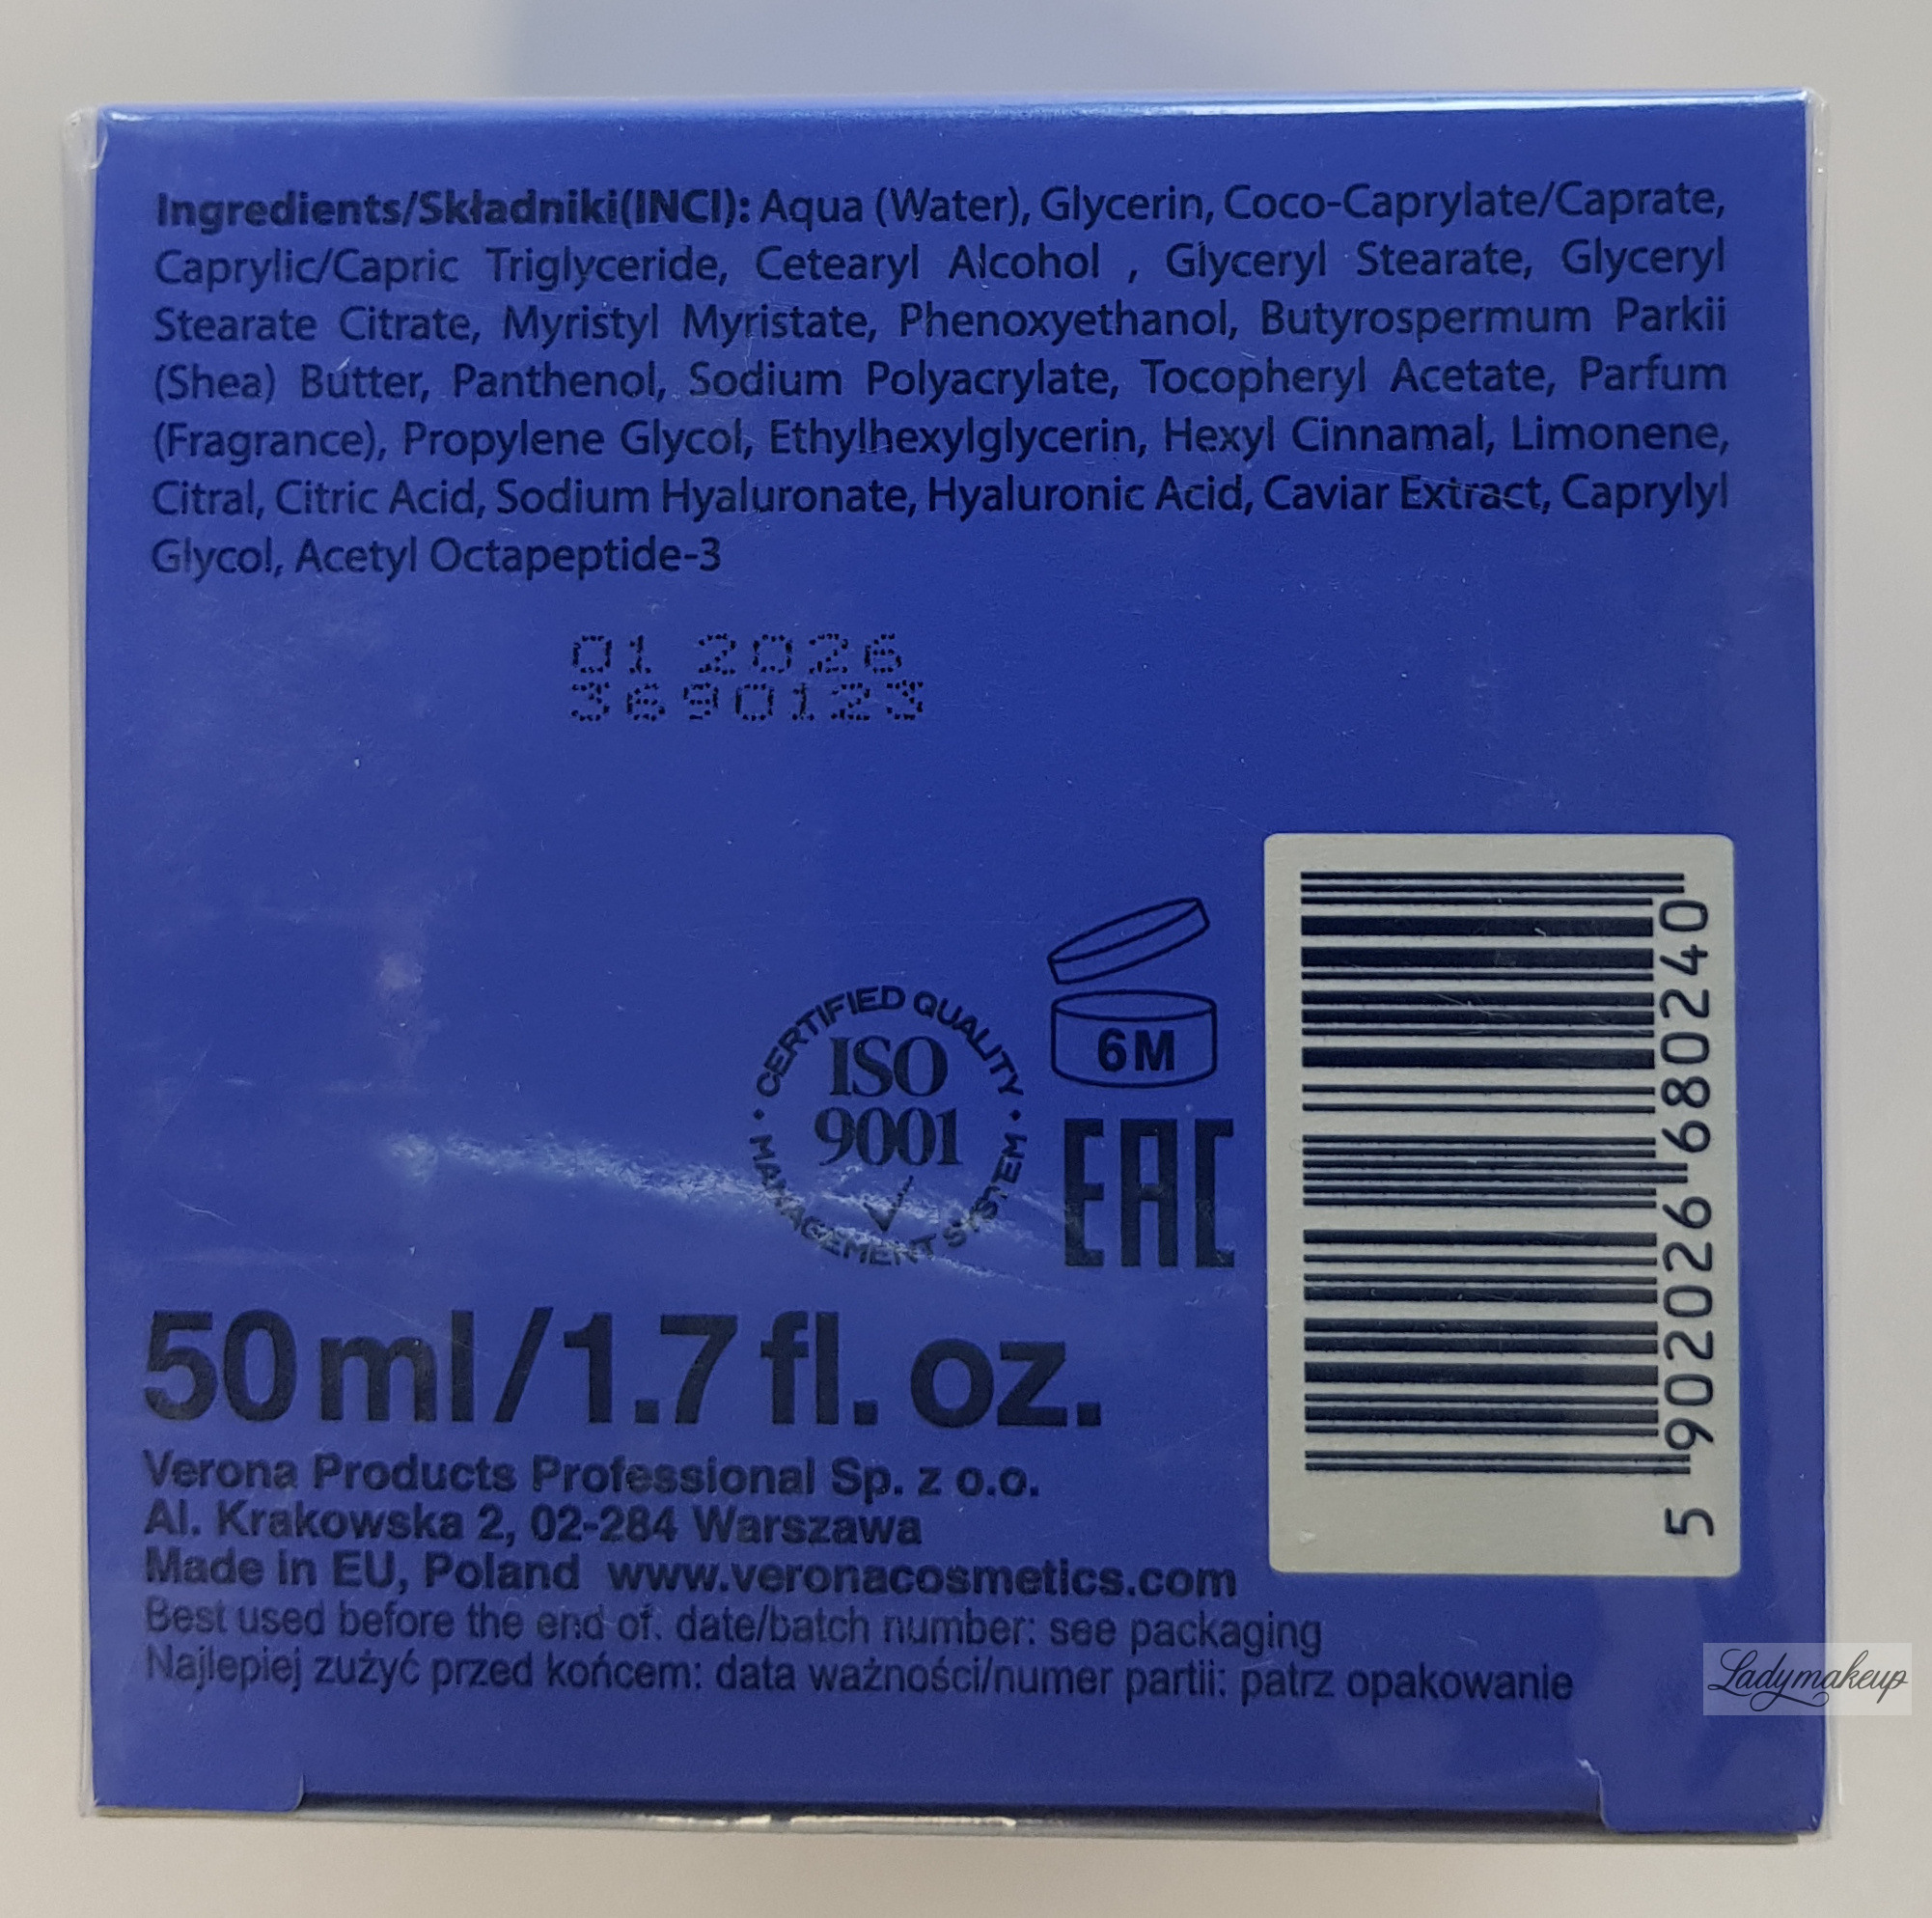 Ingredients/Składniki(INCI): Aqua (Water), Glycerin, Coco-Caprylate/Caprate,
Caprylic/Capric Triglyceride, Cetearyl Alcohol , Glyceryl Stearate, Glyceryl
Stearate Citrate, Myristyl Myristate, Phenoxyethanol, Butyrospermum Parkii
(Shea) Butter, Panthenol, Sodium Polyacrylate, Tocopheryl Acetate, Parfum
(Fragrance), Propylene Glycol, Ethylhexylglycerin, Hexyl Cinnamal, Limonene,
Citral, Citric Acid, Sodium Hyaluronate, Hyaluronic Acid, Caviar Extract, Caprylyl
Glycol, Acetyl Octapeptide-3
01 2026
3690123
6M
CERTIFIED QUALITY
ISO
9001
MANAGEMENT SYSTEM
EAC
5 902026 680240
50 ml / 1.7 fl. oz.
Verona Products Professional Sp. z o.o.
Al. Krakowska 2, 02-284 Warszawa
Made in EU, Poland www.veronacosmetics.com
Best used before the end of. date/batch number: see packaging
Najlepiej zużyć przed końcem: data ważności/numer partii: patrz opakowanie
Ladymakeup